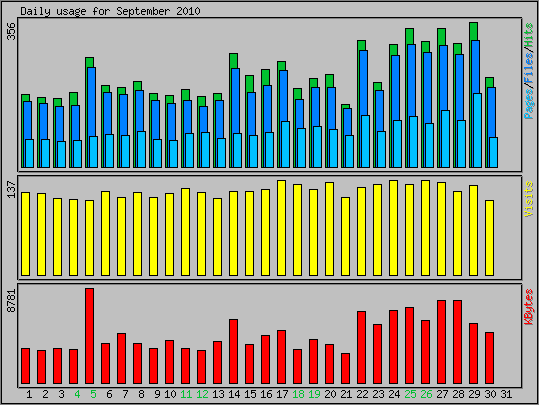 Daily usage for September 2010
356
Pages/Files/Hits
137
Visits
8781
KBytes
1 2 3 4 5 6 7 8 9 10 11 12 13 14 15 16 17 18 19 20 21 22 23 24 25 26 27 28 29 30 31